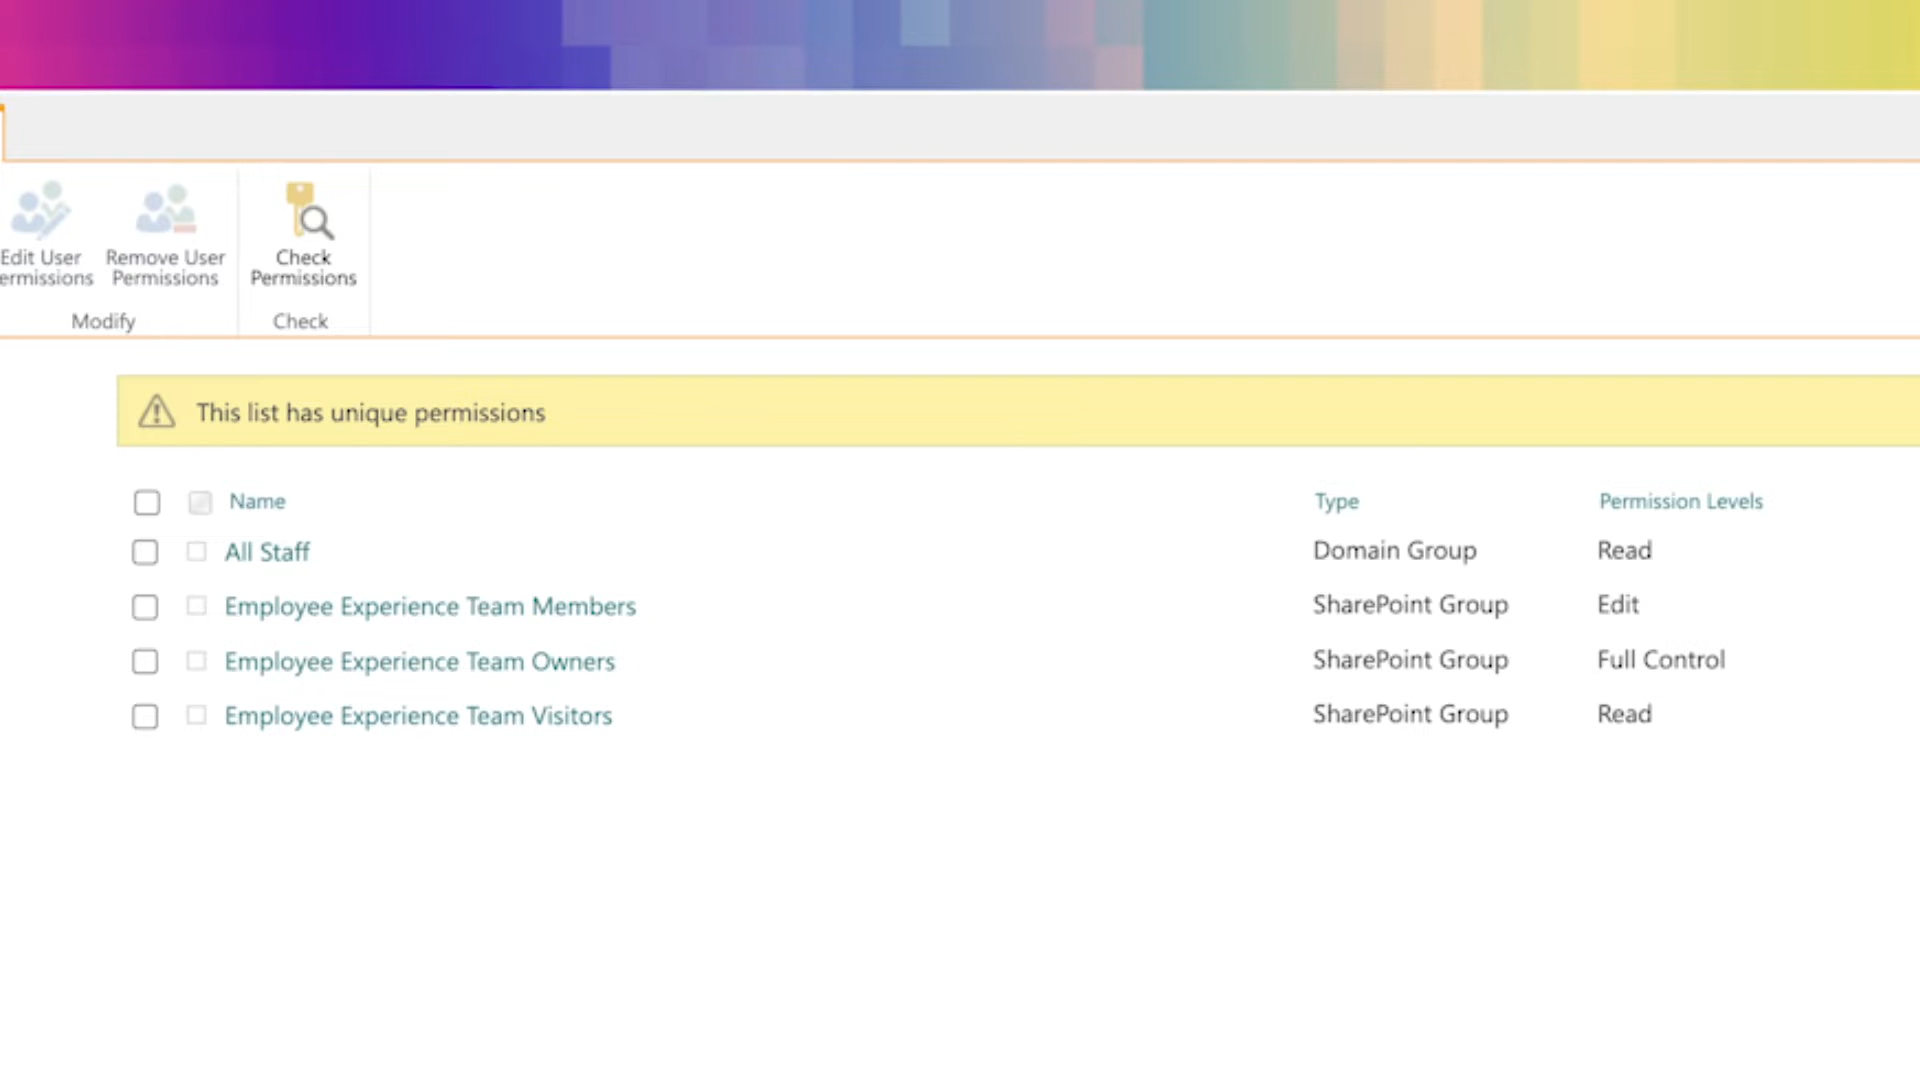 Edit User
ermissions
Remove User
Permissions
Check
Permissions
Modify
Check
This list has unique permissions
Name Type Permission Levels
All Staff Domain Group Read
Employee Experience Team Members SharePoint Group Edit
Employee Experience Team Owners SharePoint Group Full Control
Employee Experience Team Visitors SharePoint Group Read